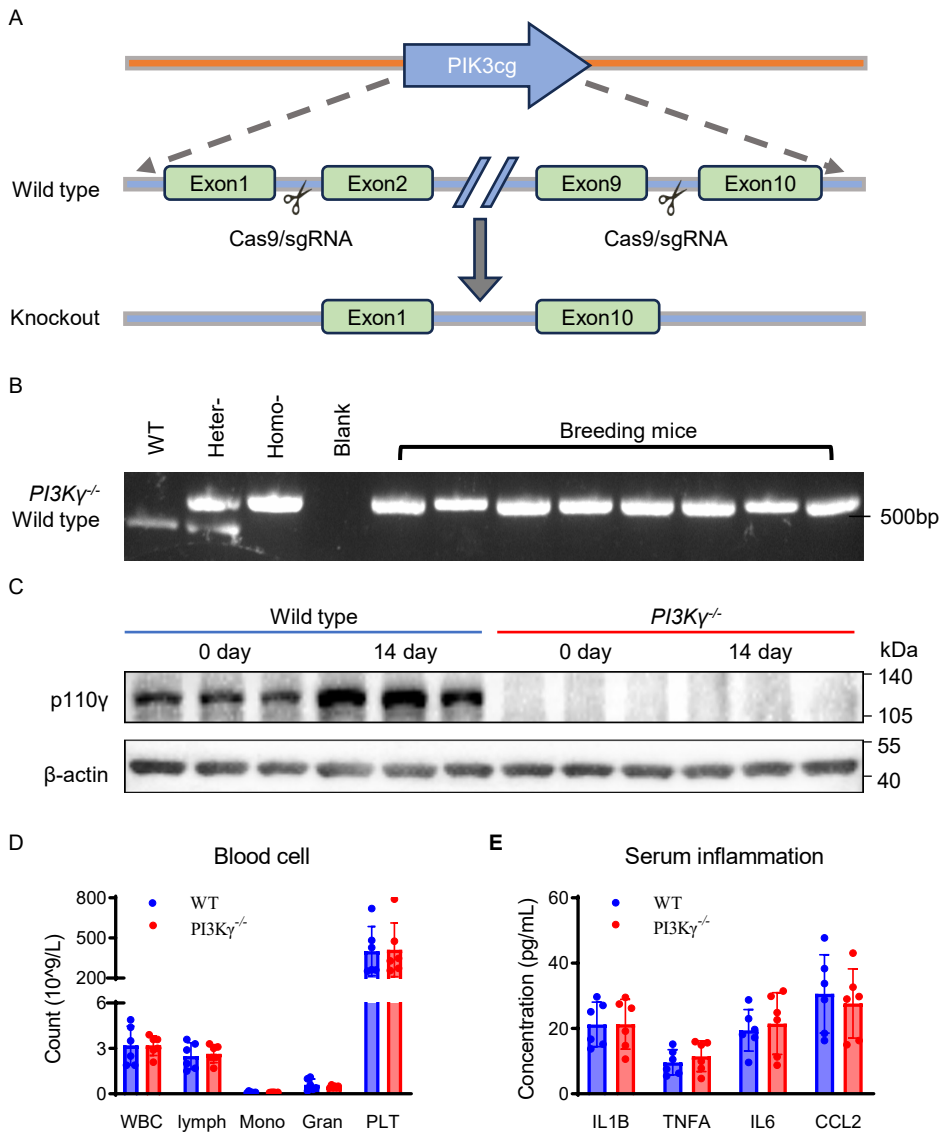 A
PIK3cg
Wild type
Exon1
Exon2
Exon9
Exon10
Cas9/sgRNA
Cas9/sgRNA
Knockout
Exon1
Exon10
B
WT
Heter-
Homo-
Blank
Breeding mice
PI3Kγ-/-
Wild type
500bp
C
Wild type
PI3Kγ-/-
0 day
14 day
0 day
14 day
kDa
p110γ
140
105
β-actin
55
40
D
Blood cell
WT
PI3Kγ-/-
Count (10^9/L)
800
500
200
6
3
0
WBC
lymph
Mono
Gran
PLT
E
Serum inflammation
WT
PI3Kγ-/-
Concentration (pg/mL)
60
40
20
0
IL1B
TNFA
IL6
CCL2